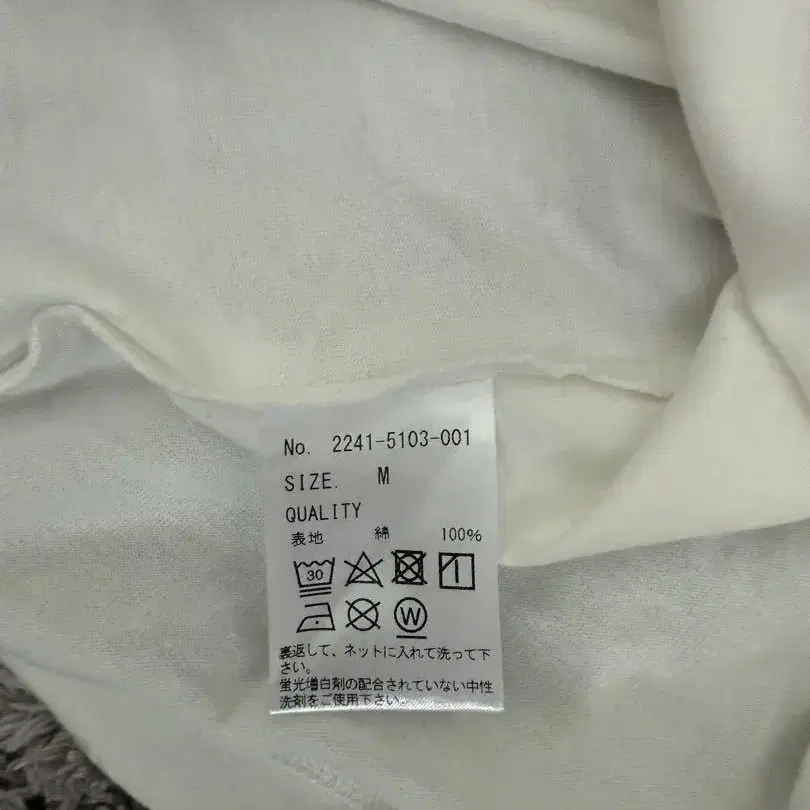 No. 2241-5103-001
SIZE. M
QUALITY
表地 綿 100%
30
W
裏返して、ネットに入れて洗って下
さい。
蛍光増白剤の配合されていない中性
洗剤をご使用下さい。